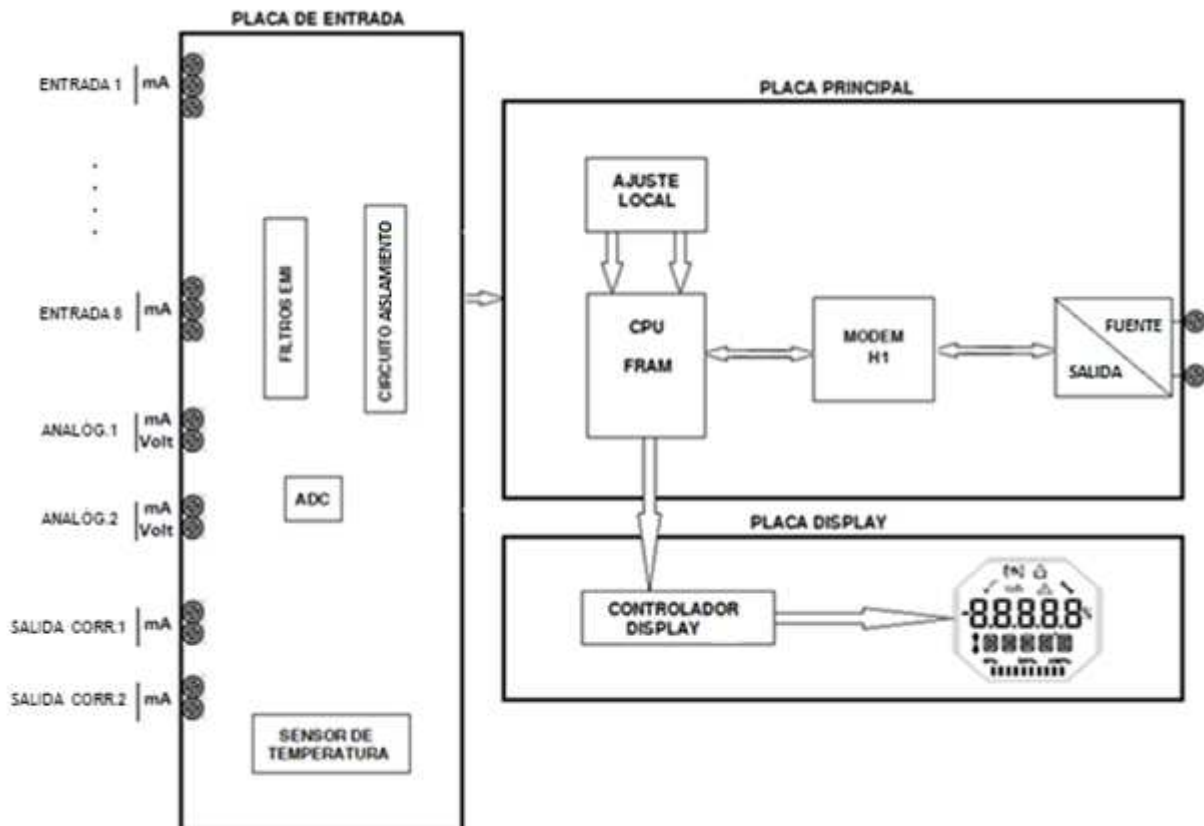 PLACA DE ENTRADA
ENTRADA 1
mA
ENTRADA 8
mA
ANALÓG.1
mA
Volt
ANALÓG.2
mA
Volt
SALIDA CORR.1
mA
SALIDA CORR.2
mA
FILTROS EMI
CIRCUITO AISLAMIENTO
ADC
SENSOR DE
TEMPERATURA
PLACA PRINCIPAL
AJUSTE
LOCAL
CPU
FRAM
MODEM
H1
FUENTE
SALIDA
PLACA DISPLAY
CONTROLADOR
DISPLAY
8.8.8.8.8